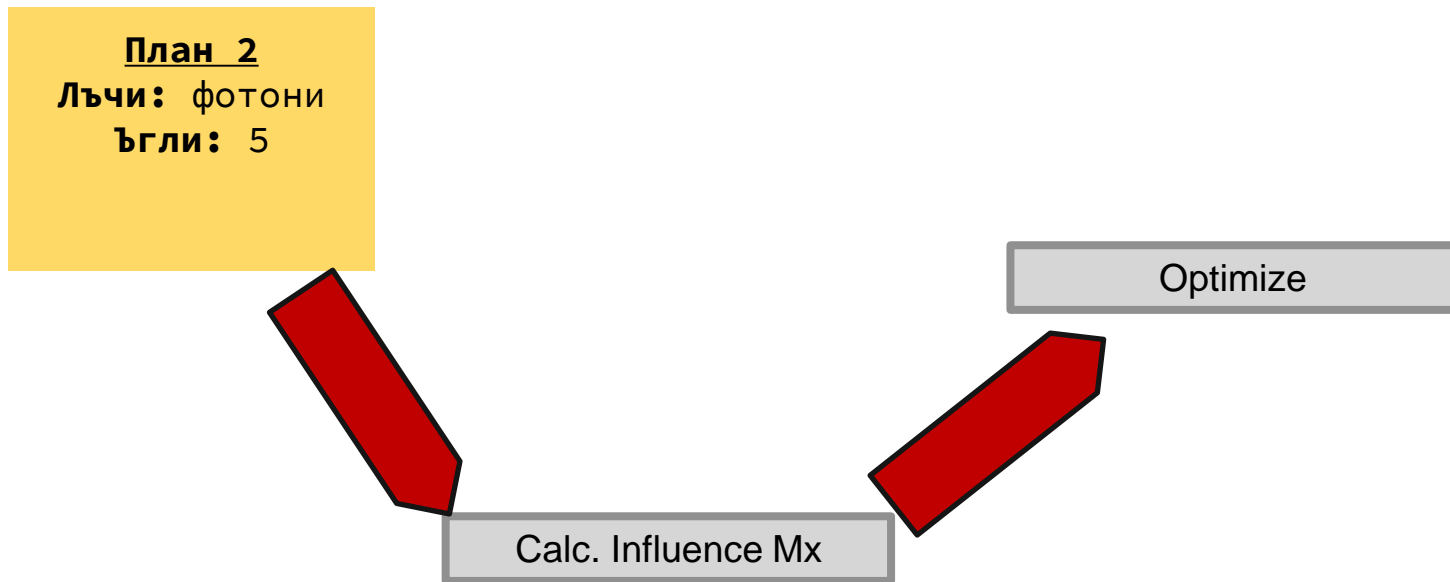 План 2
Лъчи: фотони
Ъгли: 5
Optimize
Calc. Influence Mx